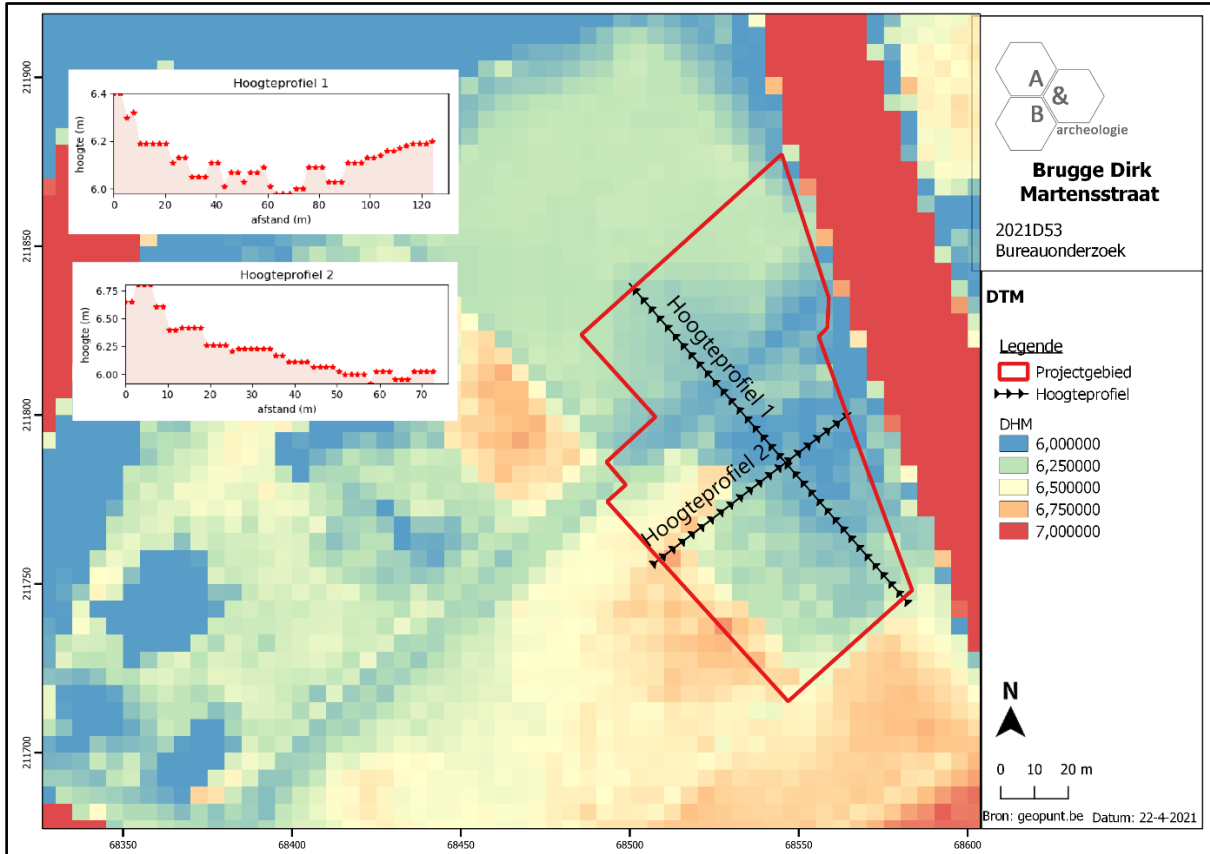 Hoogteprofiel 1
6.4
6.2
6.0
hoogte (m)
0 20 40 60 80 100 120
afstand (m)
Hoogteprofiel 2
6.75
6.50
6.25
6.00
hoogte (m)
0 10 20 30 40 50 60 70
afstand (m)
211900
211850
211800
211750
211700
68350 68400 68450 68500 68550 68600
Hoogteprofiel 1
Hoogteprofiel 2
A
&
B
archeologie
Brugge Dirk
Martensstraat
2021D53
Bureauonderzoek
DTM
Legende
Projectgebied
Hoogteprofiel
DHM
6,000000
6,250000
6,500000
6,750000
7,000000
N
0 10 20 m
Bron: geopunt.be Datum: 22-4-2021